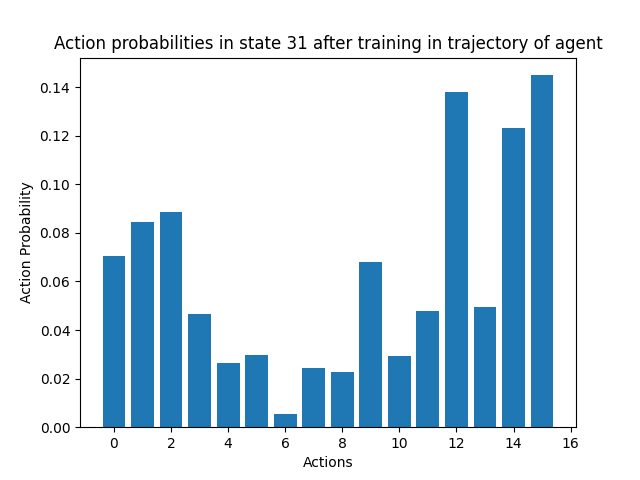 Action probabilities in state 31 after training in trajectory of agent
0.14
0.12
0.10
0.08
0.06
0.04
0.02
0.00
Action Probability
0 2 4 6 8 10 12 14 16
Actions